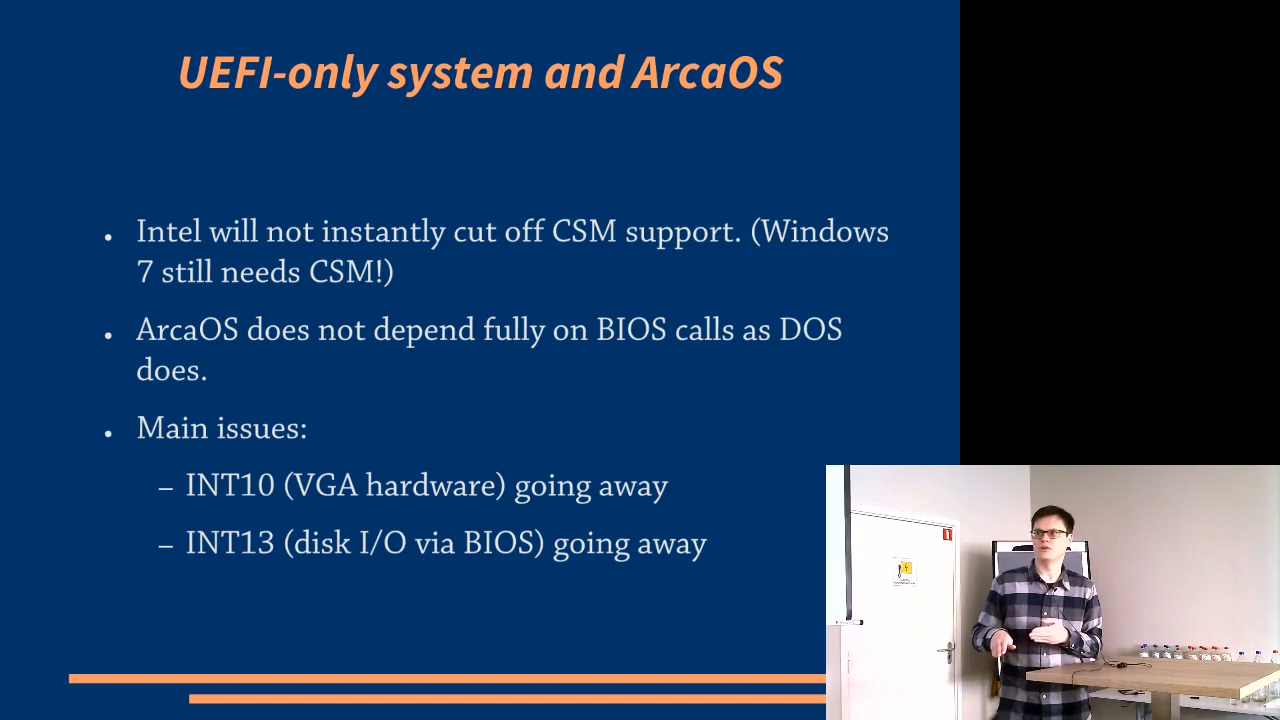 UEFI-only system and ArcaOS
• Intel will not instantly cut off CSM support. (Windows
7 still needs CSM!)
• ArcaOS does not depend fully on BIOS calls as DOS
does.
• Main issues:
– INT10 (VGA hardware) going away
– INT13 (disk I/O via BIOS) going away